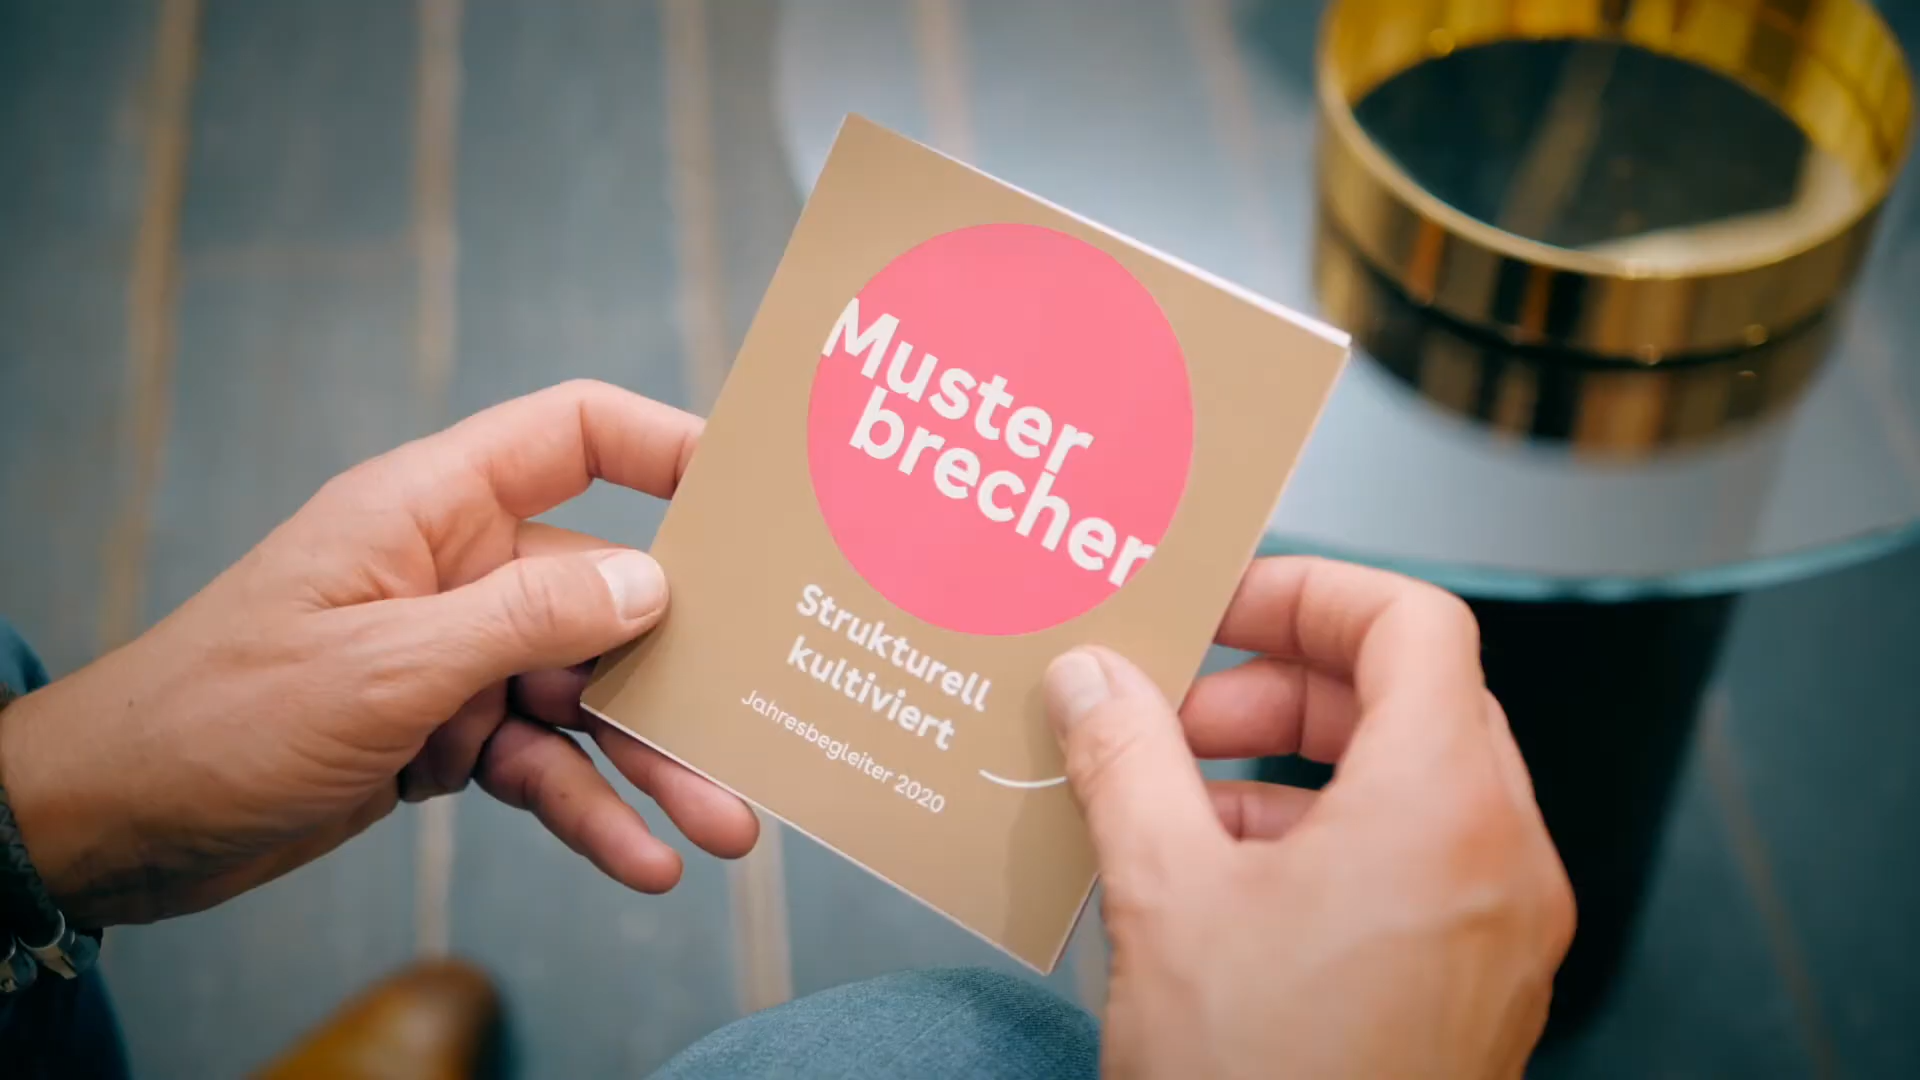 Muster
brecher
Strukturell
kultiviert
Jahresbegleiter 2020